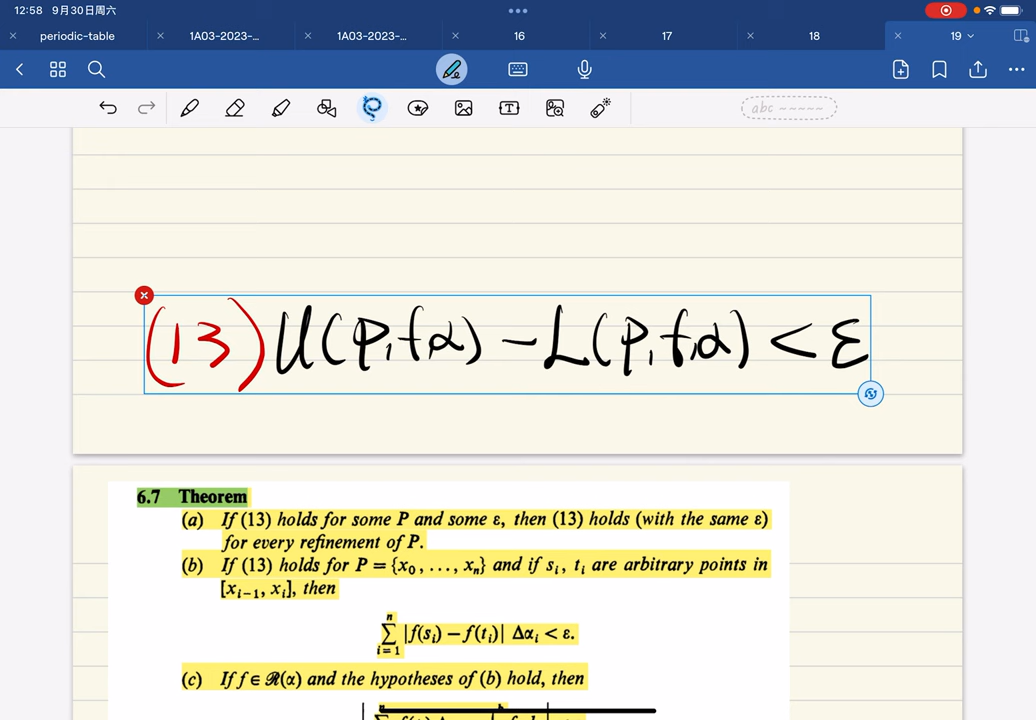 12:58 9月30日周六
periodic-table 1A03-2023-... 1A03-2023-... 16 17 18 19
abc
(13) U(P,f,α) - L(P,f,α) < ε
6.7 Theorem
(a) If (13) holds for some P and some ε, then (13) holds (with the same ε)
for every refinement of P.
(b) If (13) holds for P = {x₀, . . . , xₙ} and if sᵢ, tᵢ are arbitrary points in
[xᵢ₋₁, xᵢ], then
n
∑ |f(sᵢ) − f(tᵢ)| Δαᵢ < ε.
i = 1
(c) If f ∈ ℛ(α) and the hypotheses of (b) hold, then